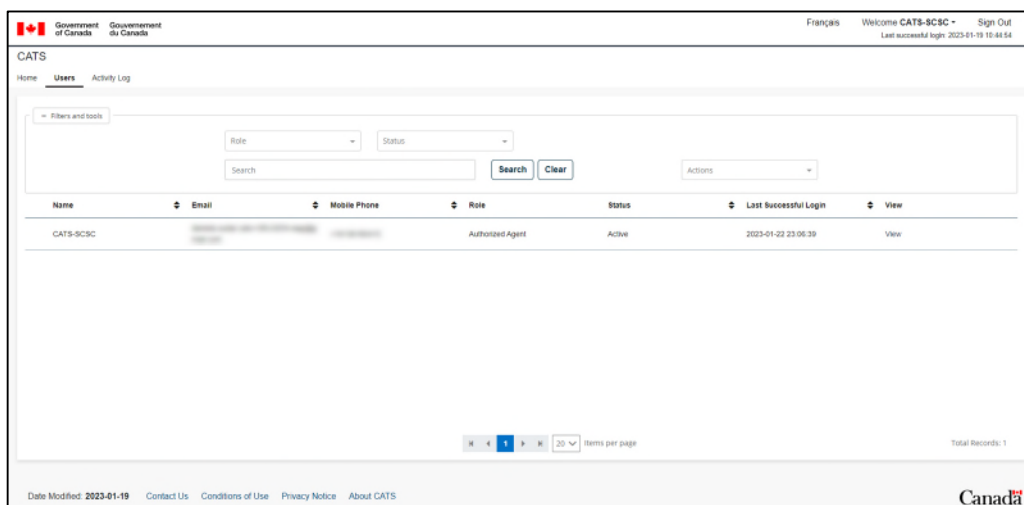 Government of Canada Gouvernement du Canada
Français Welcome CATS-SCSC Sign Out
Last successful login: 2023-01-19 10:44:54
CATS
Home Users Activity Log
Filters and tools
Role Status
Search Search Clear Actions
Name Email Mobile Phone Role Status Last Successful Login View
CATS-SCSC Authorized Agent Active 2023-01-22 23:06:39 View
1 20 Items per page Total Records: 1
Date Modified: 2023-01-19 Contact Us Conditions of Use Privacy Notice About CATS Canada